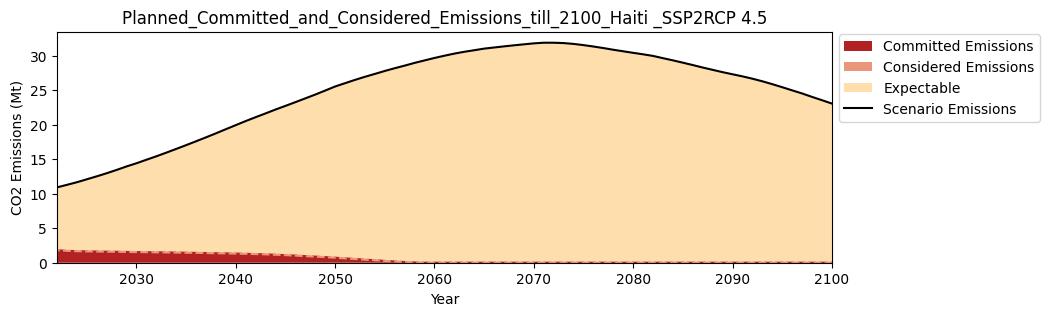 Planned_Committed_and_Considered_Emissions_till_2100_Haiti _SSP2RCP 4.5
Committed Emissions
Considered Emissions
Expectable
Scenario Emissions
CO2 Emissions (Mt)
30
25
20
15
10
5
0
2030 2040 2050 2060 2070 2080 2090 2100
Year